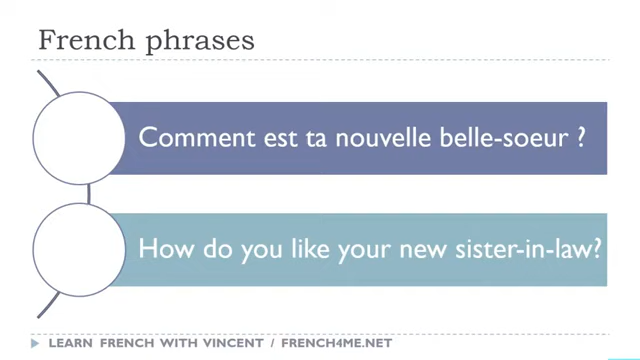 French phrases
Comment est ta nouvelle belle-soeur ?
How do you like your new sister-in-law?
LEARN FRENCH WITH VINCENT / FRENCH4ME.NET